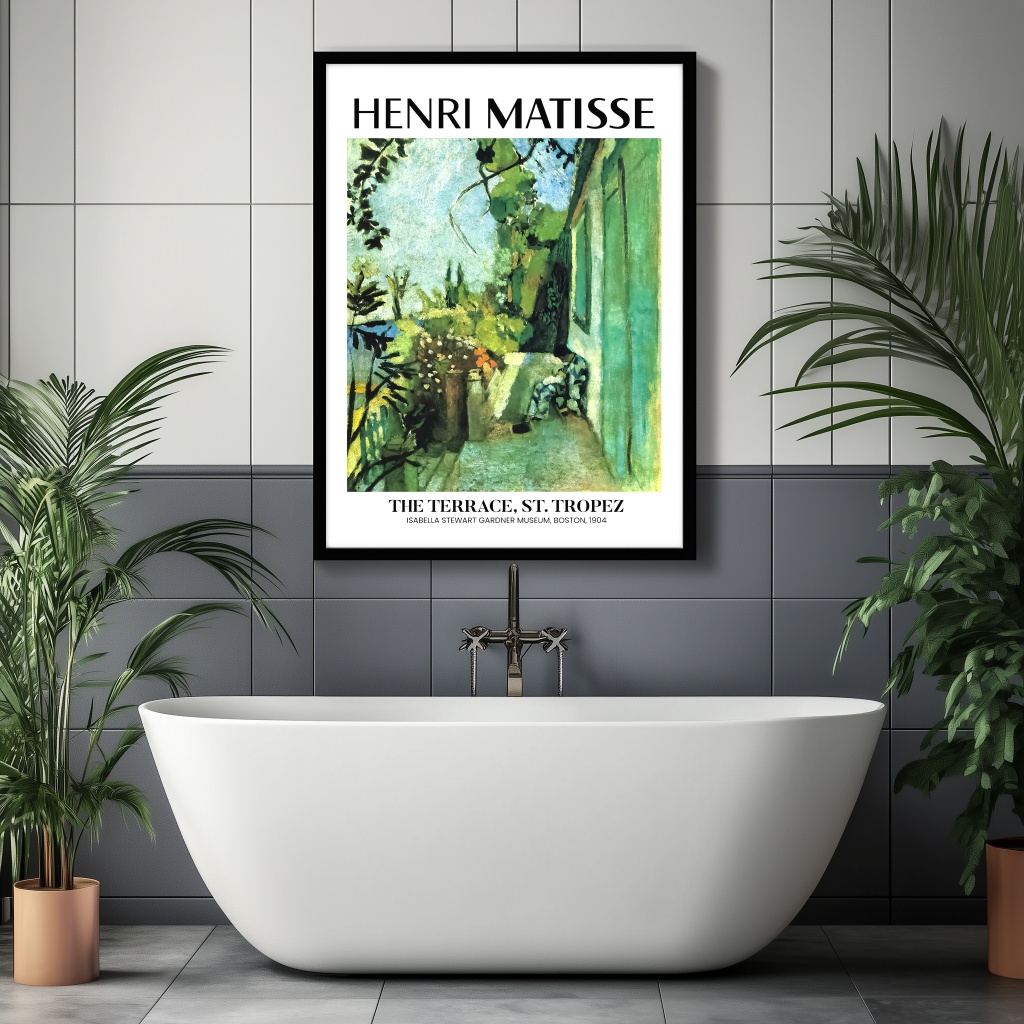 HENRI MATISSE
THE TERRACE, ST. TROPEZ
ISABELLA STEWART GARDNER MUSEUM, BOSTON, 1904